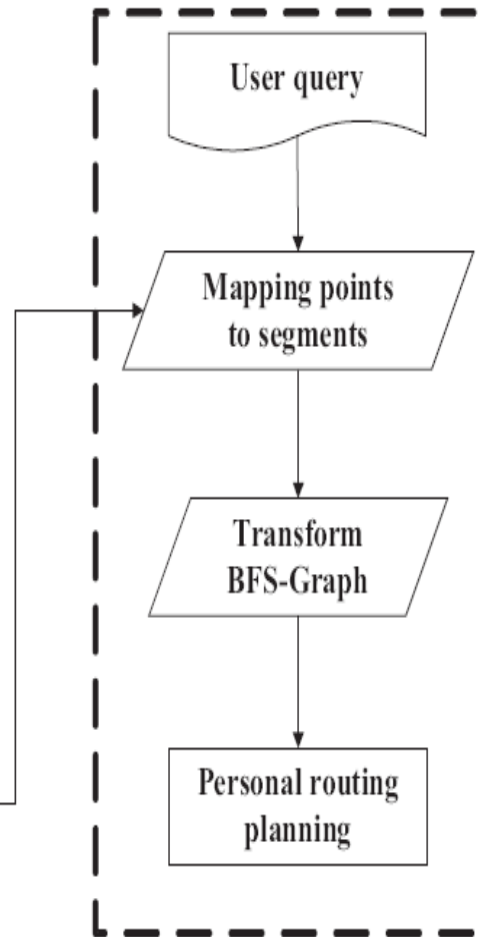 User query
Mapping points
to segments
Transform
BFS-Graph
Personal routing
planning